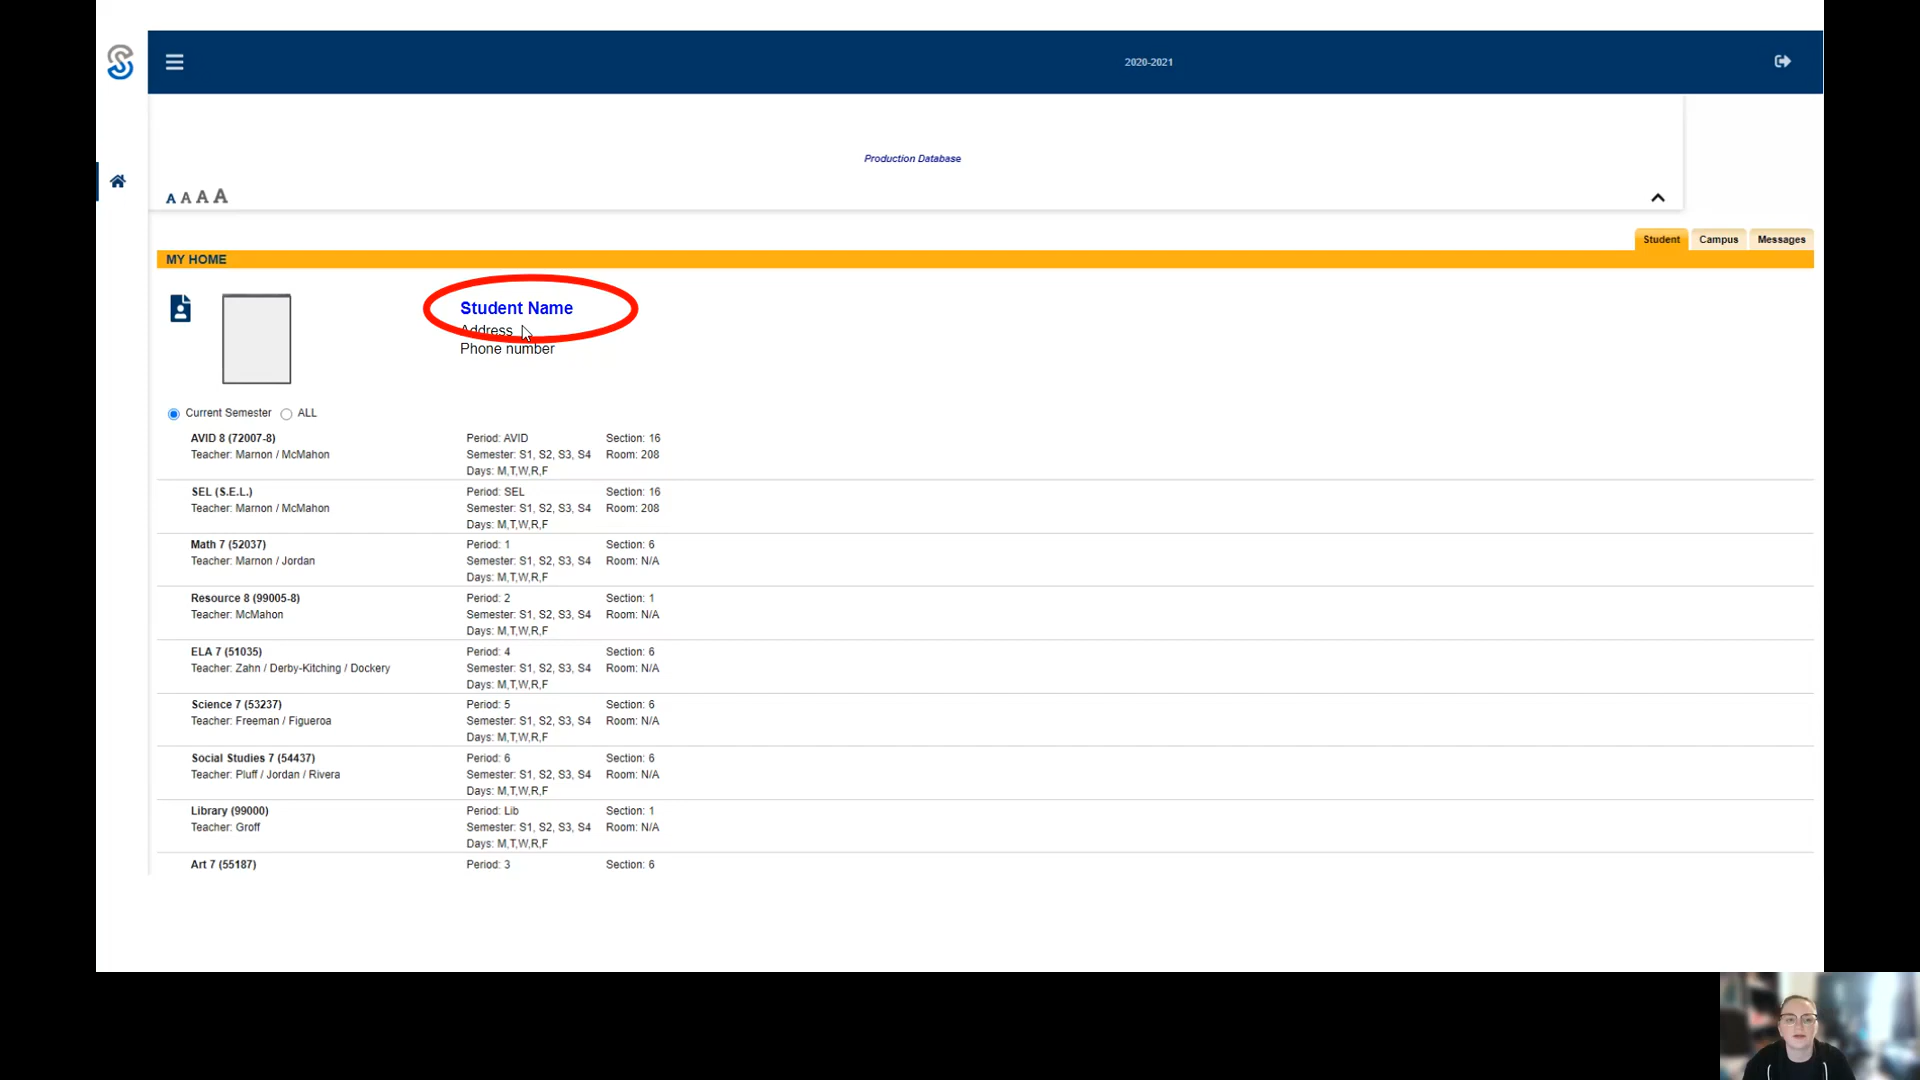 2020-2021
Production Database
A A A A
Student Campus Messages
MY HOME
Student Name
Address
Phone number
Current Semester ALL
AVID 8 (72007-8) Period: AVID Section: 16
Teacher: Marnon / McMahon Semester: S1, S2, S3, S4 Room: 208
Days: M,T,W,R,F
SEL (S.E.L.) Period: SEL Section: 16
Teacher: Marnon / McMahon Semester: S1, S2, S3, S4 Room: 208
Days: M,T,W,R,F
Math 7 (52037) Period: 1 Section: 6
Teacher: Marnon / Jordan Semester: S1, S2, S3, S4 Room: N/A
Days: M,T,W,R,F
Resource 8 (99005-8) Period: 2 Section: 1
Teacher: McMahon Semester: S1, S2, S3, S4 Room: N/A
Days: M,T,W,R,F
ELA 7 (51035) Period: 4 Section: 6
Teacher: Zahn / Derby-Kitching / Dockery Semester: S1, S2, S3, S4 Room: N/A
Days: M,T,W,R,F
Science 7 (53237) Period: 5 Section: 6
Teacher: Freeman / Figueroa Semester: S1, S2, S3, S4 Room: N/A
Days: M,T,W,R,F
Social Studies 7 (54437) Period: 6 Section: 6
Teacher: Pluff / Jordan / Rivera Semester: S1, S2, S3, S4 Room: N/A
Days: M,T,W,R,F
Library (99000) Period: Lib Section: 1
Teacher: Groff Semester: S1, S2, S3, S4 Room: N/A
Days: M,T,W,R,F
Art 7 (55187) Period: 3 Section: 6